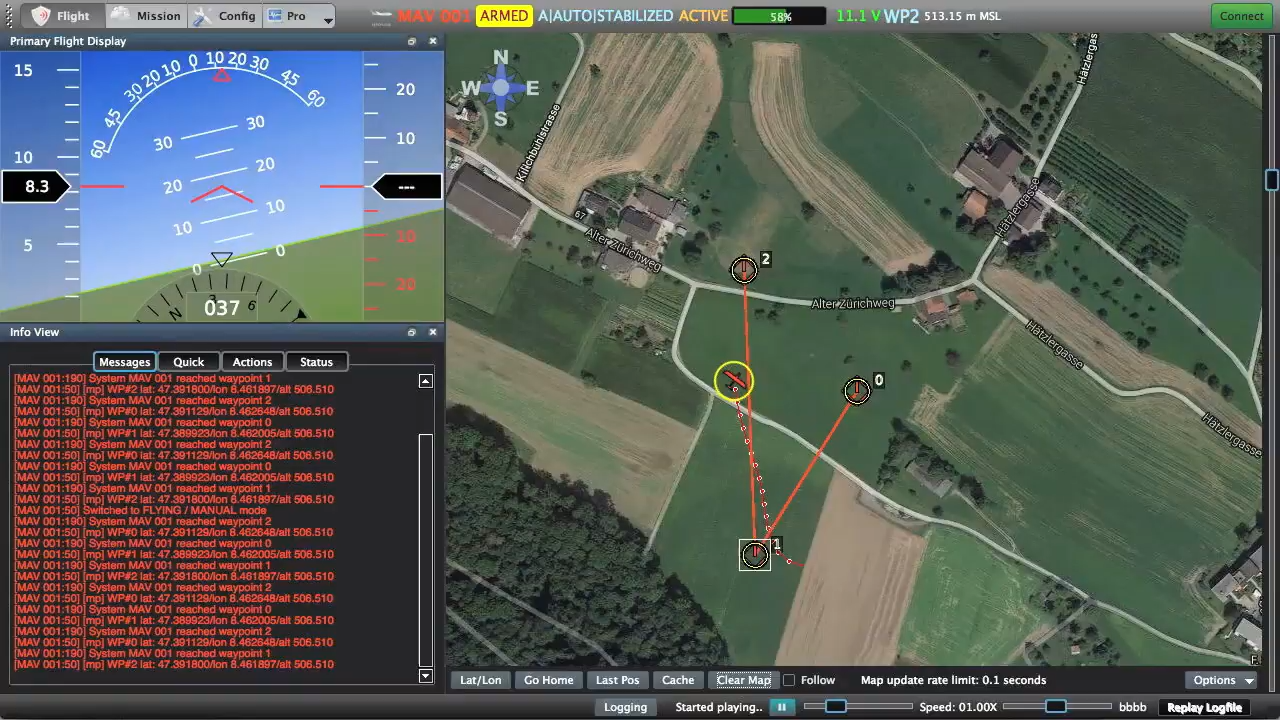 Flight Mission Config Pro MAV 001 ARMED A|AUTO|STABILIZED ACTIVE 58% 11.1 V WP2 513.15 m MSL Connect
Primary Flight Display
15
10
8.3
5
60 45 30 20 10 0 10 20 30 45 60
30 30
20 20
10 10
0 0
20
10
---
10
20
N 3 6
037
Info View
Messages Quick Actions Status
[MAV 001:190] System MAV 001 reached waypoint 1
[MAV 001:50] [mp] WP#2 lat: 47.391800/lon 8.461897/alt 506.510
[MAV 001:190] System MAV 001 reached waypoint 2
[MAV 001:50] [mp] WP#0 lat: 47.391129/lon 8.462648/alt 506.510
[MAV 001:190] System MAV 001 reached waypoint 0
[MAV 001:50] [mp] WP#1 lat: 47.389923/lon 8.462005/alt 506.510
[MAV 001:190] System MAV 001 reached waypoint 2
[MAV 001:50] [mp] WP#0 lat: 47.391129/lon 8.462648/alt 506.510
[MAV 001:190] System MAV 001 reached waypoint 0
[MAV 001:50] [mp] WP#1 lat: 47.389923/lon 8.462005/alt 506.510
[MAV 001:190] System MAV 001 reached waypoint 1
[MAV 001:50] [mp] WP#2 lat: 47.391800/lon 8.461897/alt 506.510
[MAV 001:50] Switched to FLYING / MANUAL mode
[MAV 001:190] System MAV 001 reached waypoint 2
[MAV 001:50] [mp] WP#0 lat: 47.391129/lon 8.462648/alt 506.510
[MAV 001:190] System MAV 001 reached waypoint 0
[MAV 001:50] [mp] WP#1 lat: 47.389923/lon 8.462005/alt 506.510
[MAV 001:190] System MAV 001 reached waypoint 1
[MAV 001:50] [mp] WP#2 lat: 47.391800/lon 8.461897/alt 506.510
[MAV 001:190] System MAV 001 reached waypoint 2
[MAV 001:50] [mp] WP#0 lat: 47.391129/lon 8.462648/alt 506.510
[MAV 001:190] System MAV 001 reached waypoint 0
[MAV 001:50] [mp] WP#1 lat: 47.389923/lon 8.462005/alt 506.510
[MAV 001:190] System MAV 001 reached waypoint 2
[MAV 001:50] [mp] WP#0 lat: 47.391129/lon 8.462648/alt 506.510
[MAV 001:190] System MAV 001 reached waypoint 1
[MAV 001:50] [mp] WP#2 lat: 47.391800/lon 8.461897/alt 506.510
N
W E
S
Kilchbühlstrasse
Hätzlergas
67
Alter Zürichweg
Hätzlergasse
Alter Zürichweg
Hätzlergasse
Hätzlergasse
2
0
1
F.
Lat/Lon Go Home Last Pos Cache Clear Map Follow Map update rate limit: 0.1 seconds Options
Logging Started playing.. Speed: 01.00X bbbb Replay Logfile